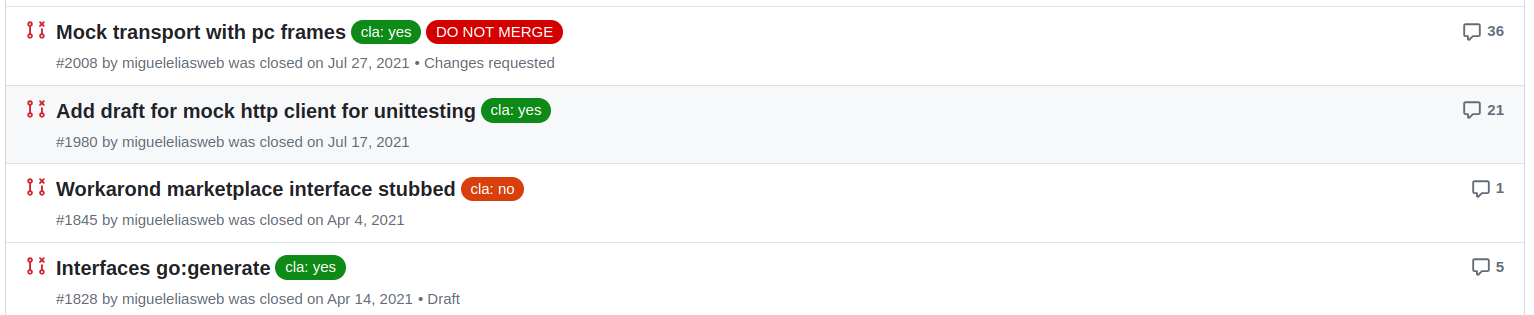 Mock transport with pc frames cla: yes DO NOT MERGE 36
#2008 by migueleliasweb was closed on Jul 27, 2021 • Changes requested
Add draft for mock http client for unittesting cla: yes 21
#1980 by migueleliasweb was closed on Jul 17, 2021
Workarond marketplace interface stubbed cla: no 1
#1845 by migueleliasweb was closed on Apr 4, 2021
Interfaces go:generate cla: yes 5
#1828 by migueleliasweb was closed on Apr 14, 2021 • Draft